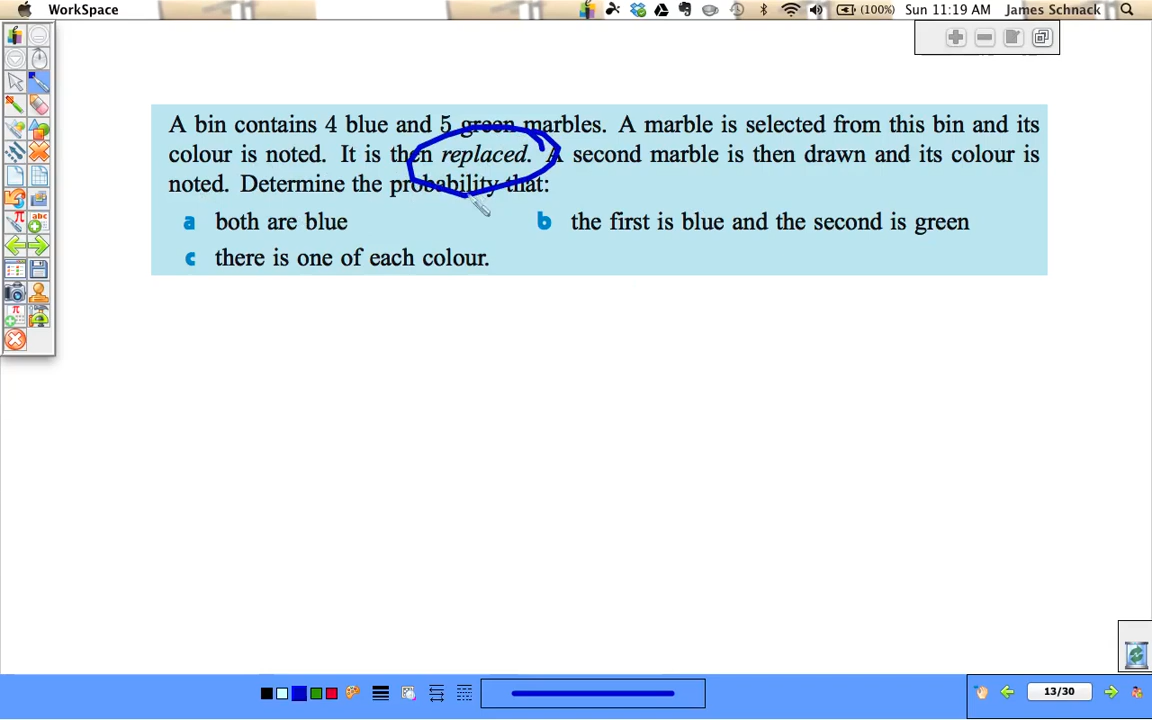 WorkSpace (100%) Sun 11:19 AM James Schnack
A bin contains 4 blue and 5 green marbles. A marble is selected from this bin and its
colour is noted. It is then replaced. A second marble is then drawn and its colour is
noted. Determine the probability that:
a both are blue b the first is blue and the second is green
c there is one of each colour.
π abc
π
13/30